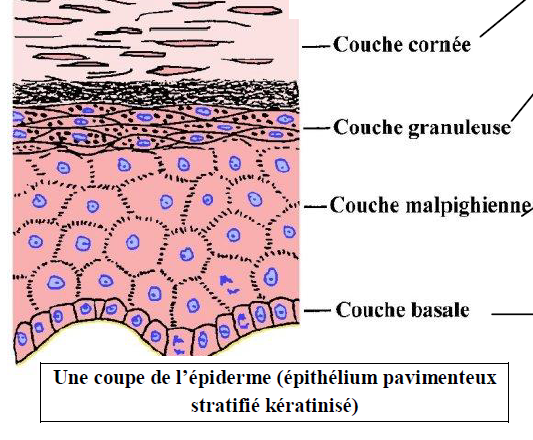 Couche cornée
Couche granuleuse
Couche malpighienne
Couche basale
Une coupe de l’épiderme (épithélium pavimenteux
stratifié kératinisé)